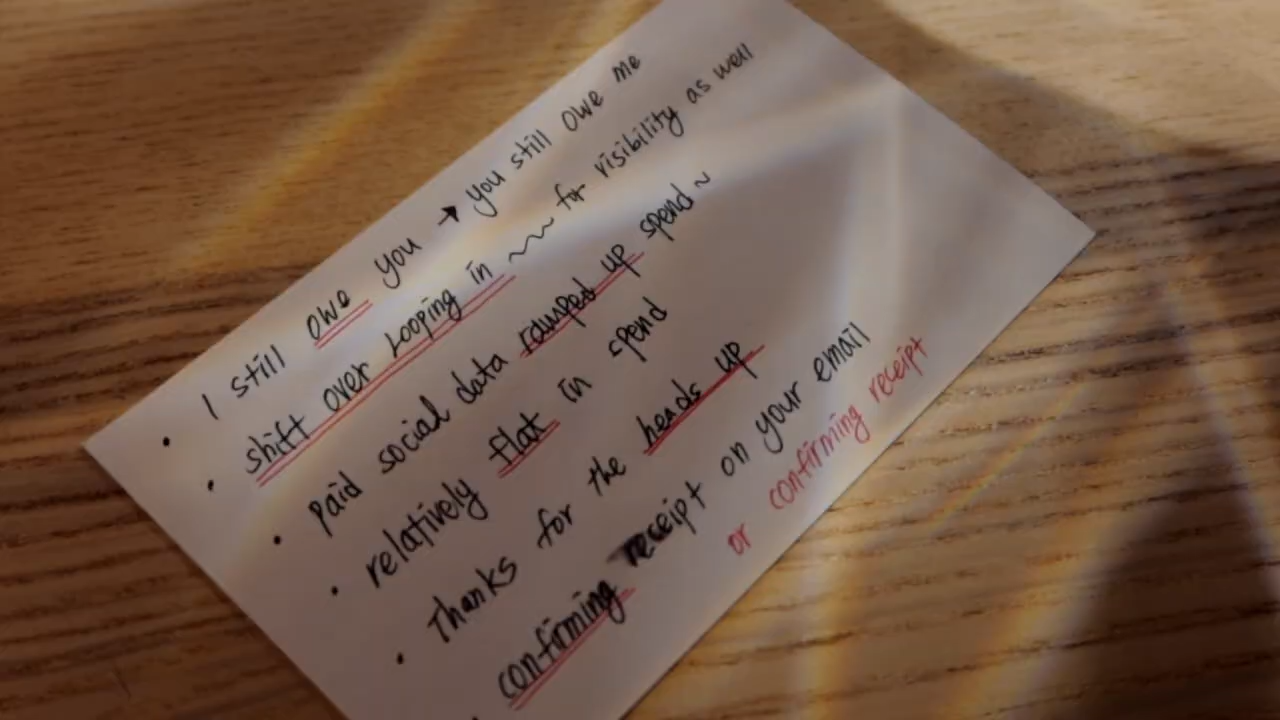 • I still owe you → you still owe me
• shift over Looping in ~~~ for visibility as well
• Paid social data ramped up spend ~
• relatively flat in spend
• Thanks for the heads up
• confirming receipt on your email
or confirming receipt